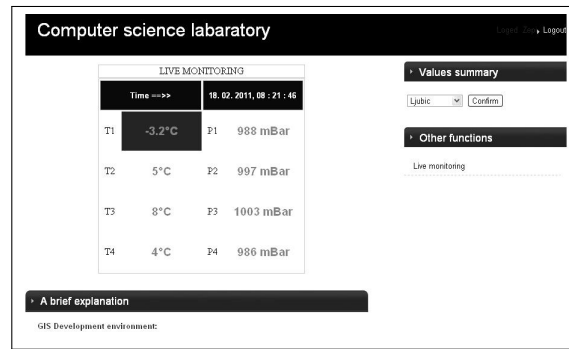 Computer science labaratory
Logout
LIVE MONITORING
Time ==>> 18. 02. 2011, 08 : 21 : 46
T1 -3.2°C P1 988 mBar
T2 5°C P2 997 mBar
T3 8°C P3 1003 mBar
T4 4°C P4 986 mBar
Values summary
Ljubic Confirm
Other functions
Live monitoring
A brief explanation
GIS Development environment: